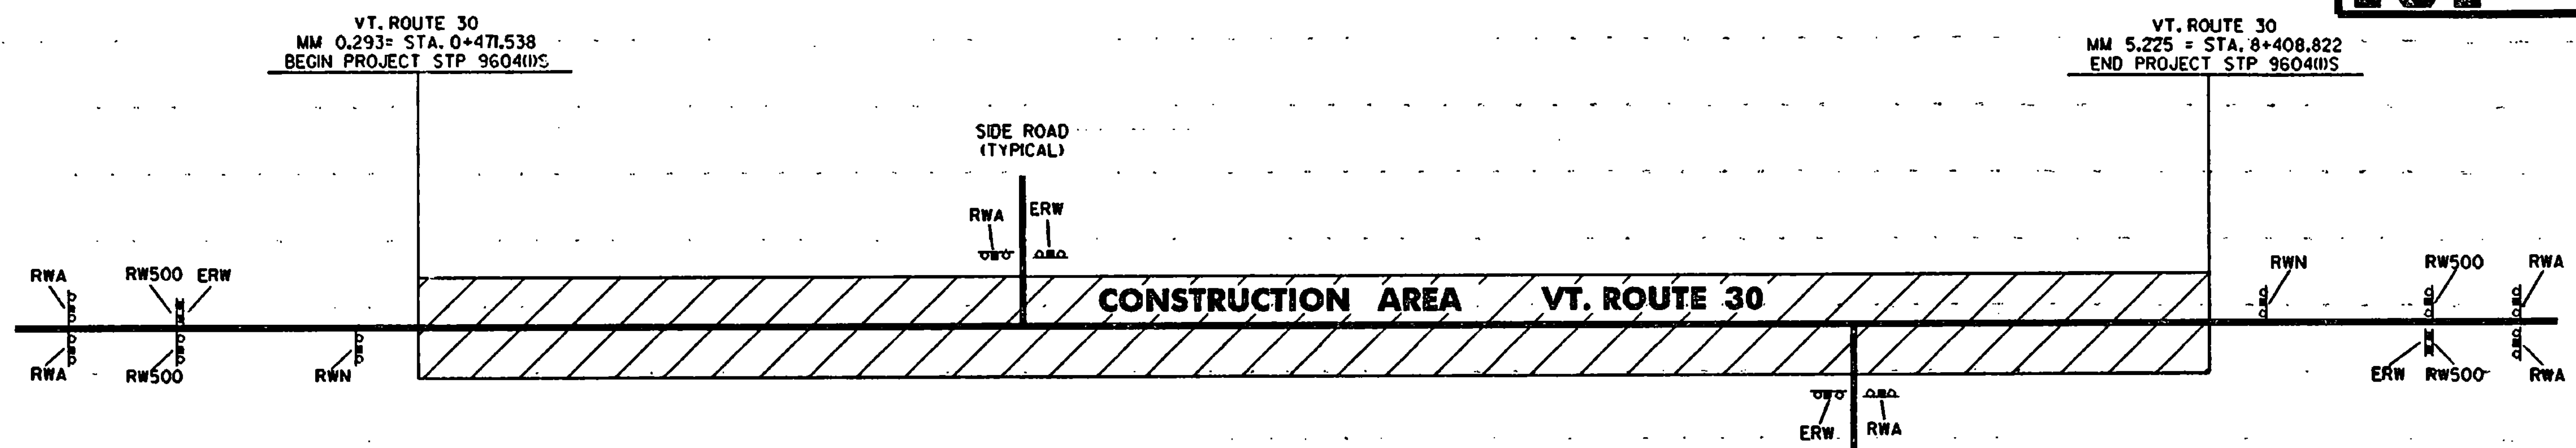 VT. ROUTE 30
MM 0.293= STA. 0+471.538
BEGIN PROJECT STP 9604(1)S
VT. ROUTE 30
MM 5.225 = STA. 8+408.822
END PROJECT STP 9604(1)S
SIDE ROAD
(TYPICAL)
RWA
ERW
RWA
RW500
ERW
RWN
RW500
RWA
CONSTRUCTION AREA VT. ROUTE 30
RWA
RW500
RWN
ERW
RW500
RWA
ERW
RWA